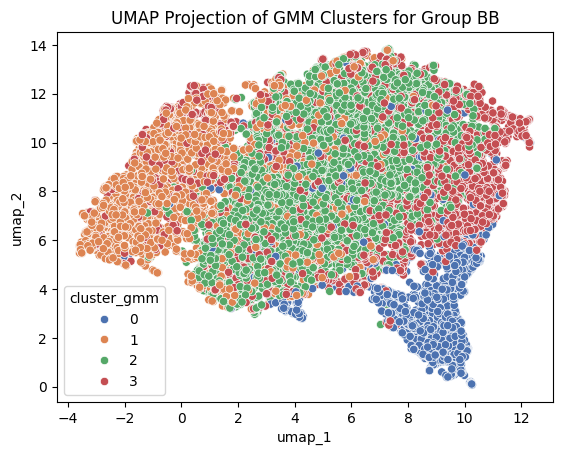 UMAP Projection of GMM Clusters for Group BB
14
12
10
8
6
4
2
0
umap_2
cluster_gmm
0
1
2
3
−4 −2 0 2 4 6 8 10 12
umap_1